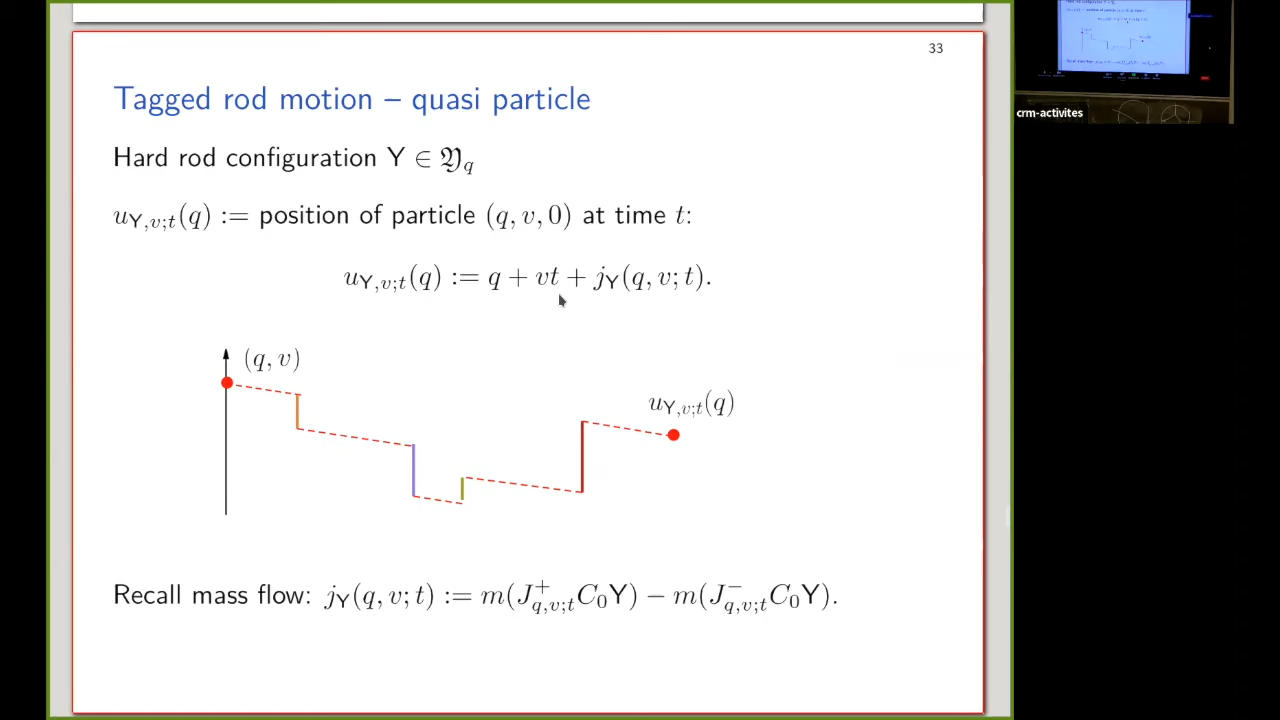 33
Tagged rod motion – quasi particle
Hard rod configuration Y ∈ 𝔜_q
u_{Y,v;t}(q) := position of particle (q, v, 0) at time t:
u_{Y,v;t}(q) := q + vt + j_Y(q, v; t).
(q, v)
u_{Y,v;t}(q)
Recall mass flow: j_Y(q, v; t) := m(J^+_{q,v;t}C_0Y) − m(J^−_{q,v;t}C_0Y).
crm-activites